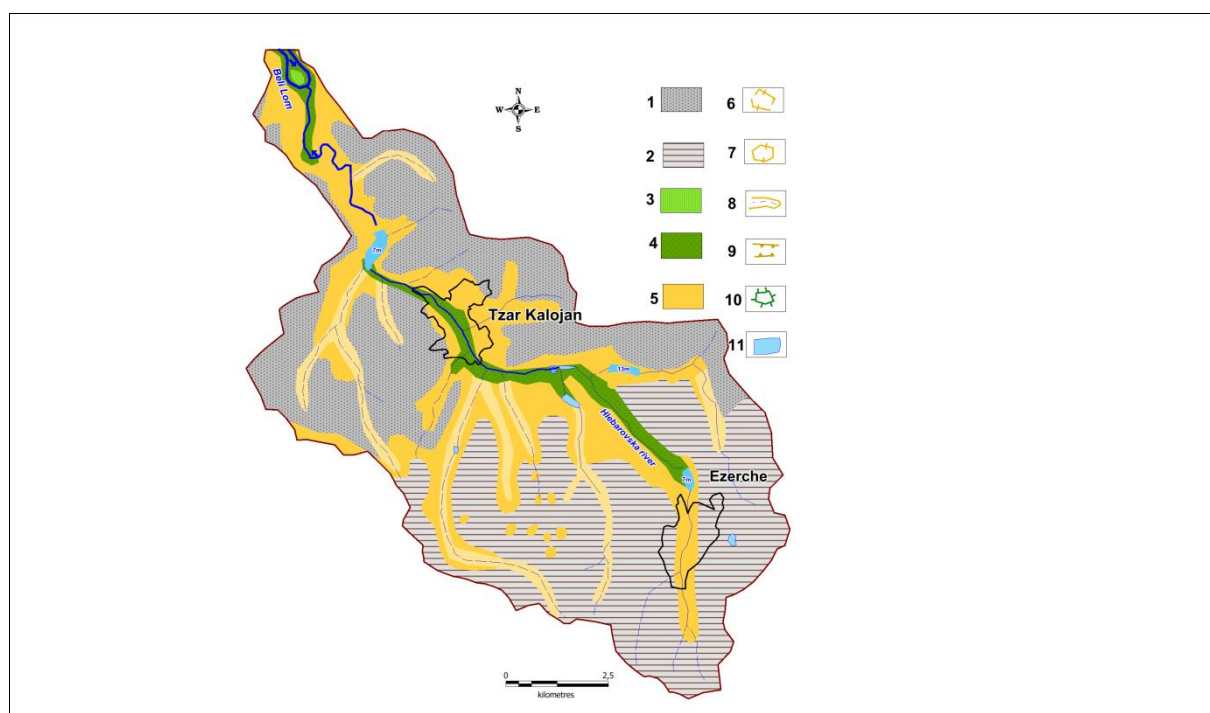 Beli Lom
N
W E
S
1
2
3
4
5
6
7
8
9
10
11
7m
Tzar Kalojan
13m
Hlebarovska river
7m
Ezerche
0 2,5
kilometres